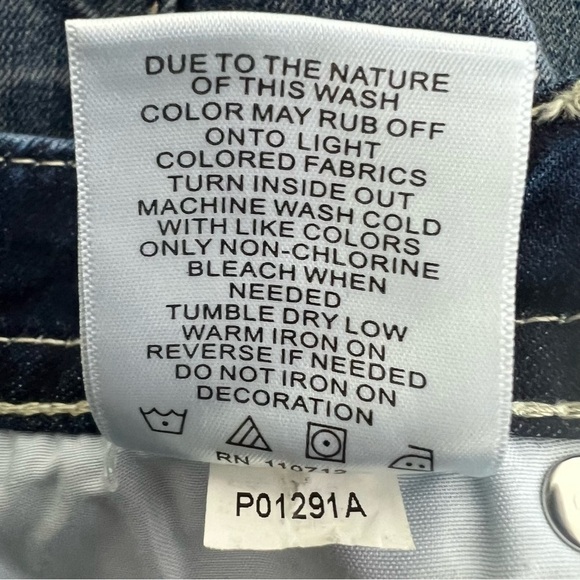 DUE TO THE NATURE
OF THIS WASH
COLOR MAY RUB OFF
ONTO LIGHT
COLORED FABRICS
TURN INSIDE OUT
MACHINE WASH COLD
WITH LIKE COLORS
ONLY NON-CHLORINE
BLEACH WHEN
NEEDED
TUMBLE DRY LOW
WARM IRON ON
REVERSE IF NEEDED
DO NOT IRON ON
DECORATION
RN
P01291A